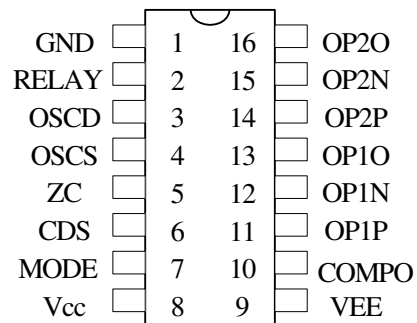 GND 1 16 OP2O
RELAY 2 15 OP2N
OSCD 3 14 OP2P
OSCS 4 13 OP1O
ZC 5 12 OP1N
CDS 6 11 OP1P
MODE 7 10 COMPO
Vcc 8 9 VEE